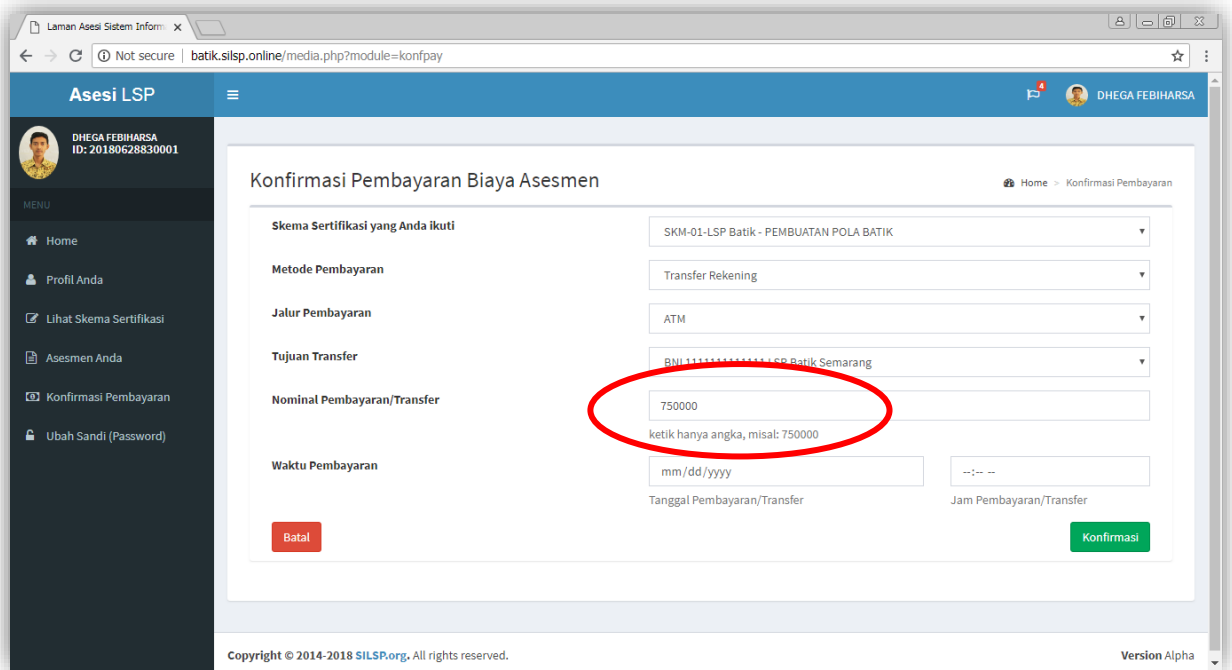 Laman Asesi Sistem Inform
Not secure | batik.silsp.online/media.php?module=konfpay
Asesi LSP
4
DHEGA FEBIHARSA
DHEGA FEBIHARSA
ID: 20180628830001
MENU
Home
Profil Anda
Lihat Skema Sertifikasi
Asesmen Anda
Konfirmasi Pembayaran
Ubah Sandi (Password)
Konfirmasi Pembayaran Biaya Asesmen
Home > Konfirmasi Pembayaran
Skema Sertifikasi yang Anda ikuti
SKM-01-LSP Batik - PEMBUATAN POLA BATIK
Metode Pembayaran
Transfer Rekening
Jalur Pembayaran
ATM
Tujuan Transfer
BNI LSP Batik Semarang
Nominal Pembayaran/Transfer
750000
ketik hanya angka, misal: 750000
Waktu Pembayaran
mm/dd/yyyy
--:-- --
Tanggal Pembayaran/Transfer
Jam Pembayaran/Transfer
Batal
Konfirmasi
Copyright © 2014-2018 SILSP.org. All rights reserved.
Version Alpha